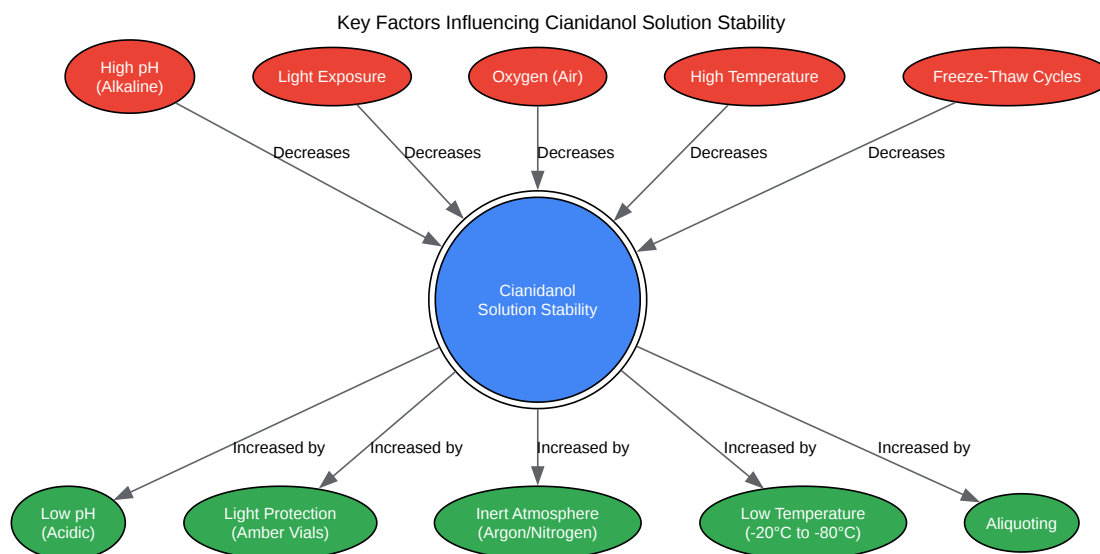 Key Factors Influencing Cianidanol Solution Stability
High pH
(Alkaline)
Light Exposure
Oxygen (Air)
High Temperature
Freeze-Thaw Cycles
Decreases
Decreases
Decreases
Decreases
Decreases
Cianidanol
Solution Stability
Increased by
Increased by
Increased by
Increased by
Increased by
Low pH
(Acidic)
Light Protection
(Amber Vials)
Inert Atmosphere
(Argon/Nitrogen)
Low Temperature
(-20°C to -80°C)
Aliquoting